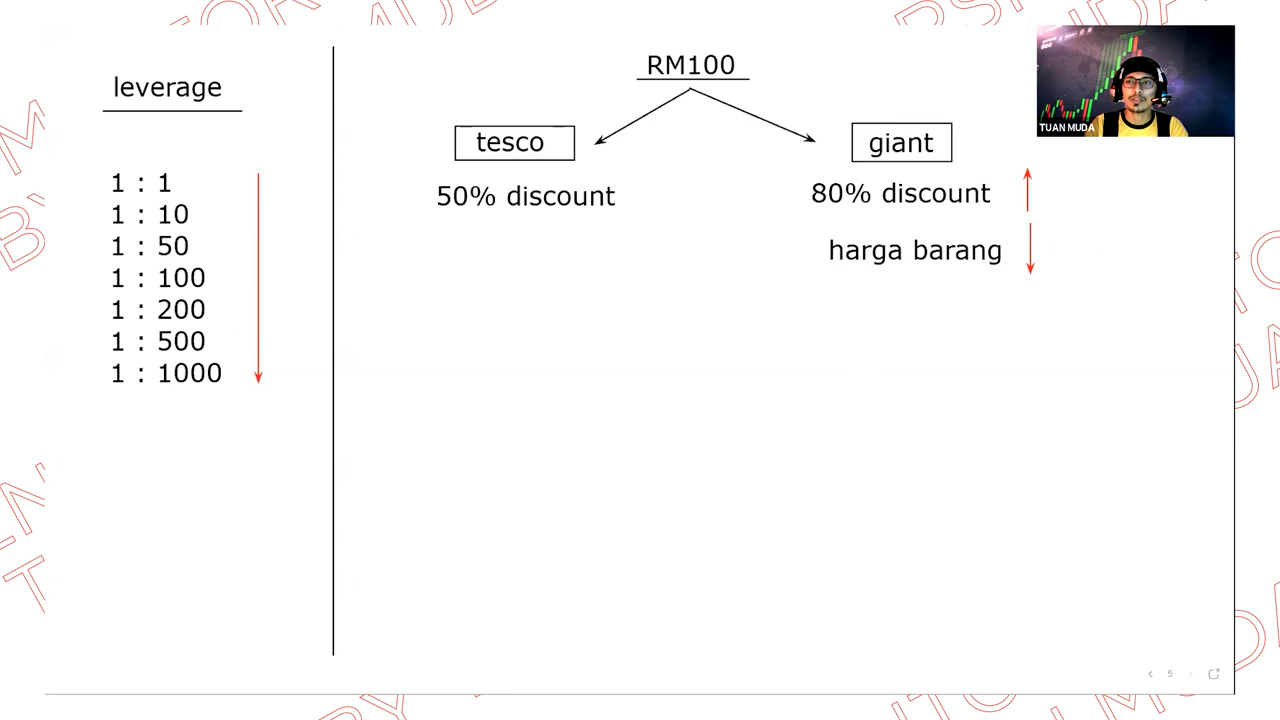 leverage
1 : 1
1 : 10
1 : 50
1 : 100
1 : 200
1 : 500
1 : 1000
RM100
tesco
50% discount
giant
80% discount
harga barang
TUAN MUDA
5